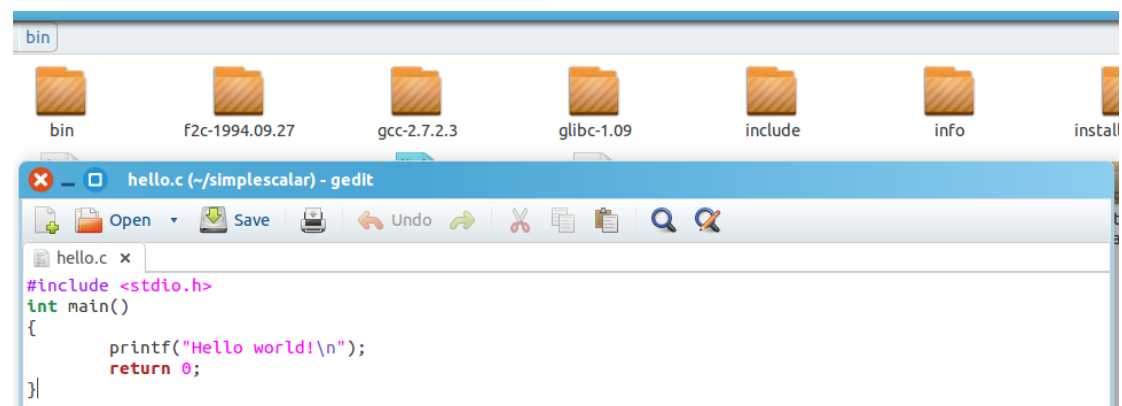 bin
bin f2c-1994.09.27 gcc-2.7.2.3 glibc-1.09 include info install
hello.c (~/simplescalar) - gedit
Open Save Undo
hello.c
#include <stdio.h>
int main()
{
printf("Hello world!\n");
return 0;
}